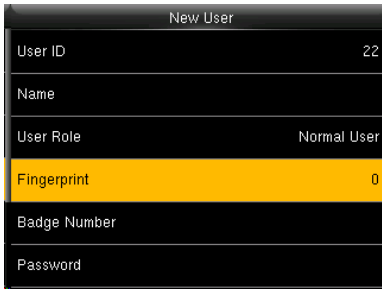 New User
User ID 22
Name
User Role Normal User
Fingerprint 0
Badge Number
Password